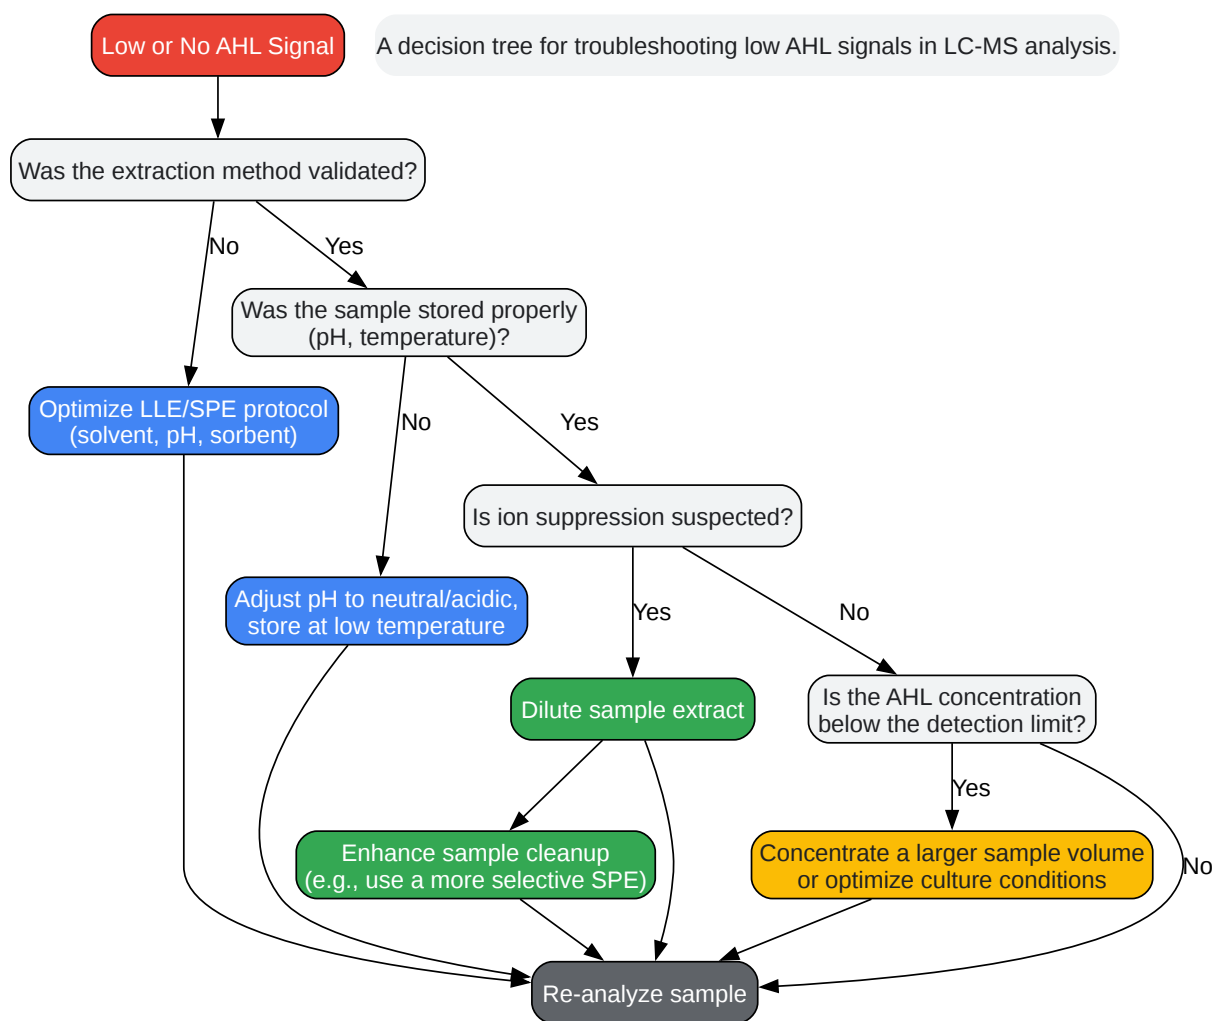 Low or No AHL Signal
A decision tree for troubleshooting low AHL signals in LC-MS analysis.
Was the extraction method validated?
No
Yes
Was the sample stored properly
(pH, temperature)?
Optimize LLE/SPE protocol
(solvent, pH, sorbent)
No
Yes
Is ion suppression suspected?
Adjust pH to neutral/acidic,
store at low temperature
Yes
No
Dilute sample extract
Is the AHL concentration
below the detection limit?
Yes
Enhance sample cleanup
(e.g., use a more selective SPE)
Concentrate a larger sample volume
or optimize culture conditions
No
Re-analyze sample